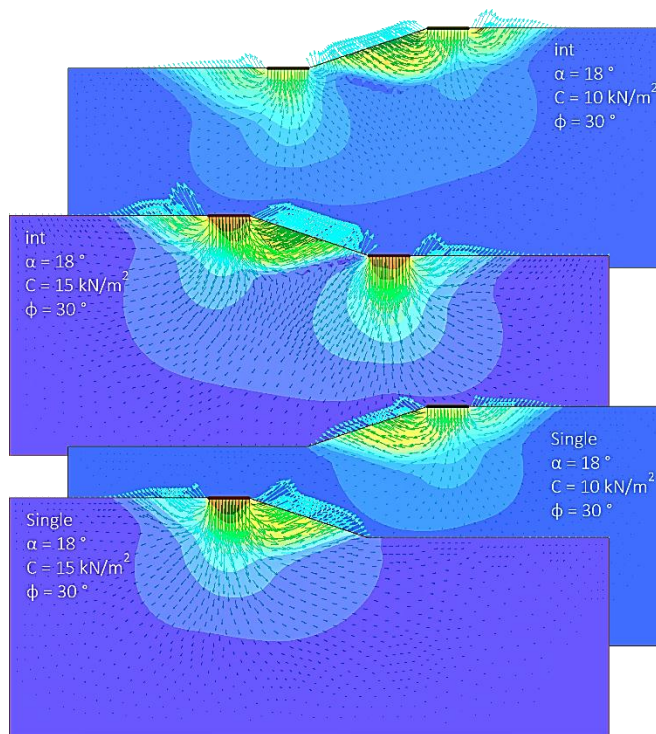 int
α = 18 °
C = 10 kN/m²
ϕ = 30 °
int
α = 18 °
C = 15 kN/m²
ϕ = 30 °
Single
α = 18 °
C = 10 kN/m²
ϕ = 30 °
Single
α = 18 °
C = 15 kN/m²
ϕ = 30 °